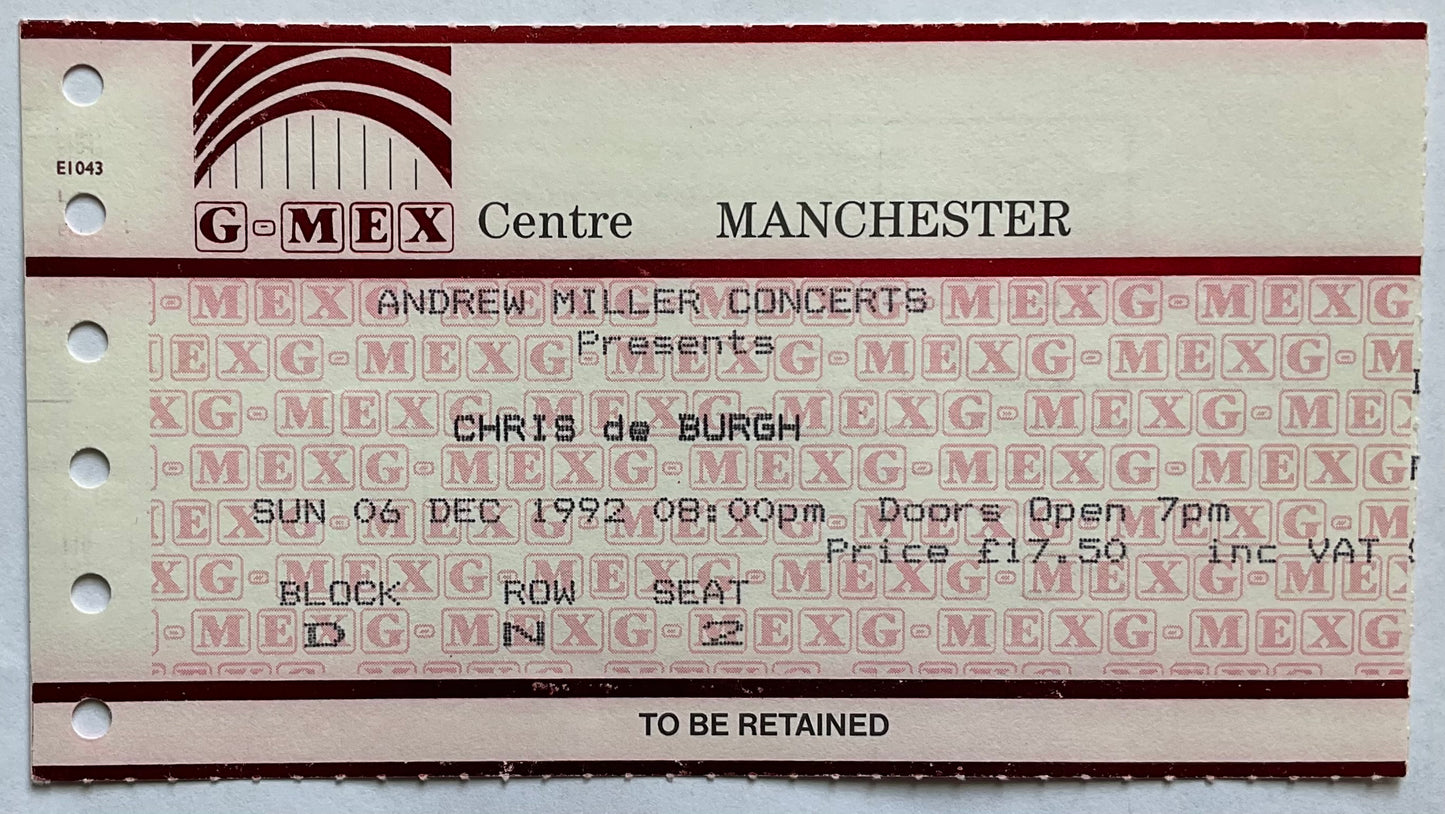 E1043
G-MEX Centre MANCHESTER
ANDREW MILLER CONCERTS
Presents
CHRIS de BURGH
SUN 06 DEC 1992 08:00pm Doors Open 7pm
Price £17.50 inc VAT
BLOCK ROW SEAT
D N 2
TO BE RETAINED